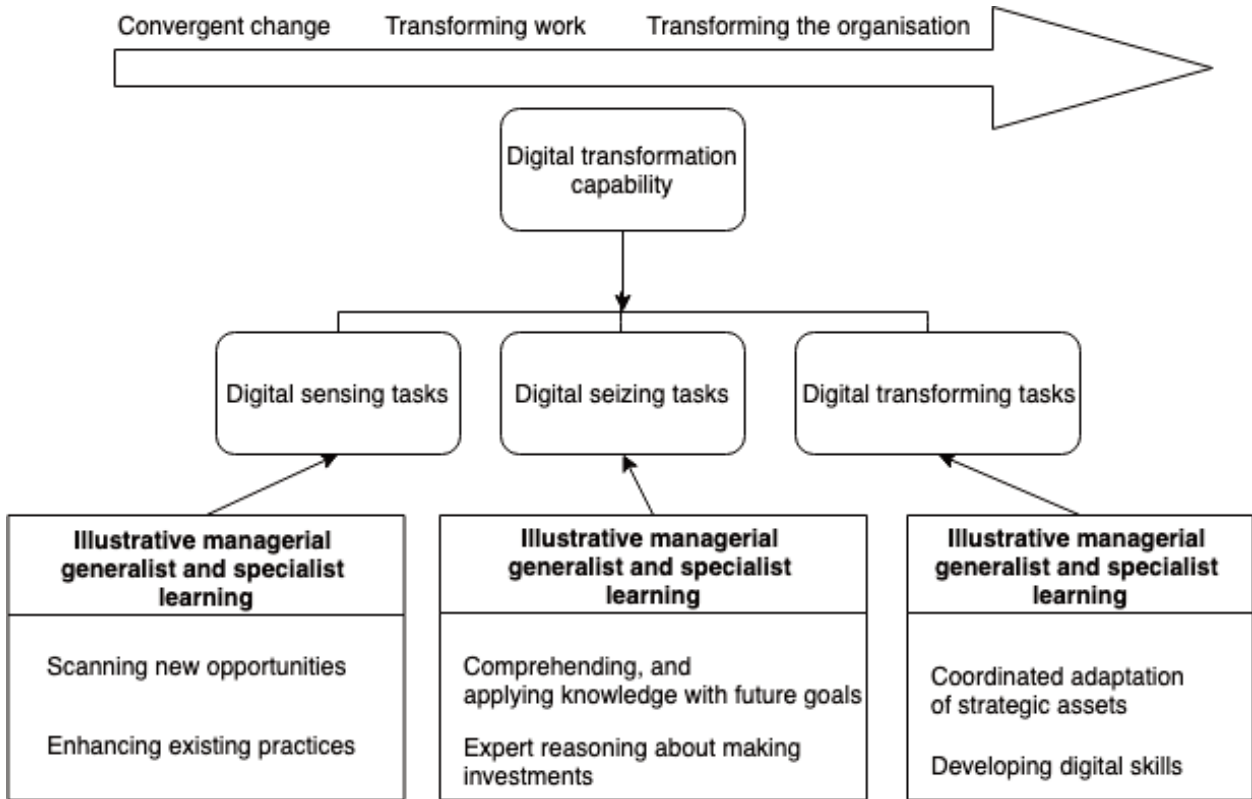 Convergent change
Transforming work
Transforming the organisation
Digital transformation
capability
Digital sensing tasks
Digital seizing tasks
Digital transforming tasks
Illustrative managerial
generalist and specialist
learning
Scanning new opportunities
Enhancing existing practices
Illustrative managerial
generalist and specialist
learning
Comprehending, and
applying knowledge with future goals
Expert reasoning about making
investments
Illustrative managerial
generalist and specialist
learning
Coordinated adaptation
of strategic assets
Developing digital skills